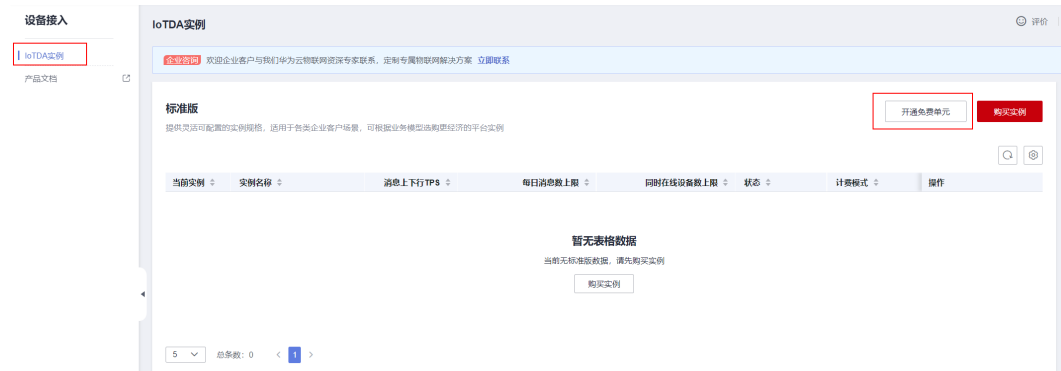 设备接入
IoTDA实例
产品文档
IoTDA实例
评价
企业咨询 欢迎企业客户与我们华为云物联网资深专家联系，定制专属物联网解决方案 立即联系
标准版
提供灵活可配置的实例规格，适用于各类企业客户场景，可根据业务模型选购更经济的平台实例
开通免费单元
购买实例
当前实例 实例名称 消息上下行TPS 每日消息数上限 同时在线设备数上限 状态 计费模式 操作
暂无表格数据
当前无标准版数据，请先购买实例
购买实例
5 总条数：0 < 1 >